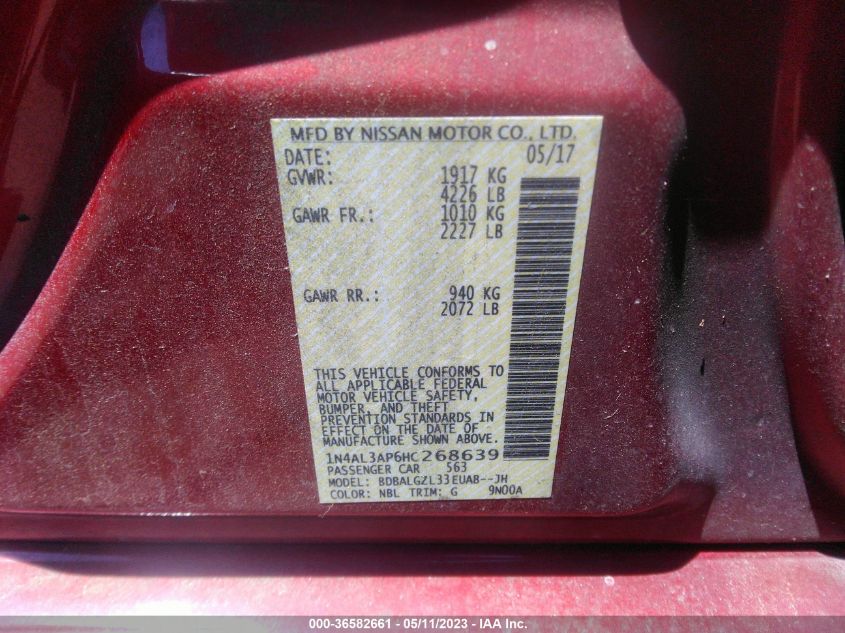 MFD BY NISSAN MOTOR CO., LTD.
DATE: 05/17
GVWR: 1917 KG
4226 LB
GAWR FR.: 1010 KG
2227 LB
GAWR RR.: 940 KG
2072 LB
THIS VEHICLE CONFORMS TO
ALL APPLICABLE FEDERAL
MOTOR VEHICLE SAFETY,
BUMPER, AND THEFT
PREVENTION STANDARDS IN
EFFECT ON THE DATE OF
MANUFACTURE SHOWN ABOVE.
1N4AL3AP6HC268639
PASSENGER CAR 563
MODEL: BDBALGZL33EUAB--JH
COLOR: NBL TRIM: G 9N00A
000-36582661 - 05/11/2023 - IAA Inc.